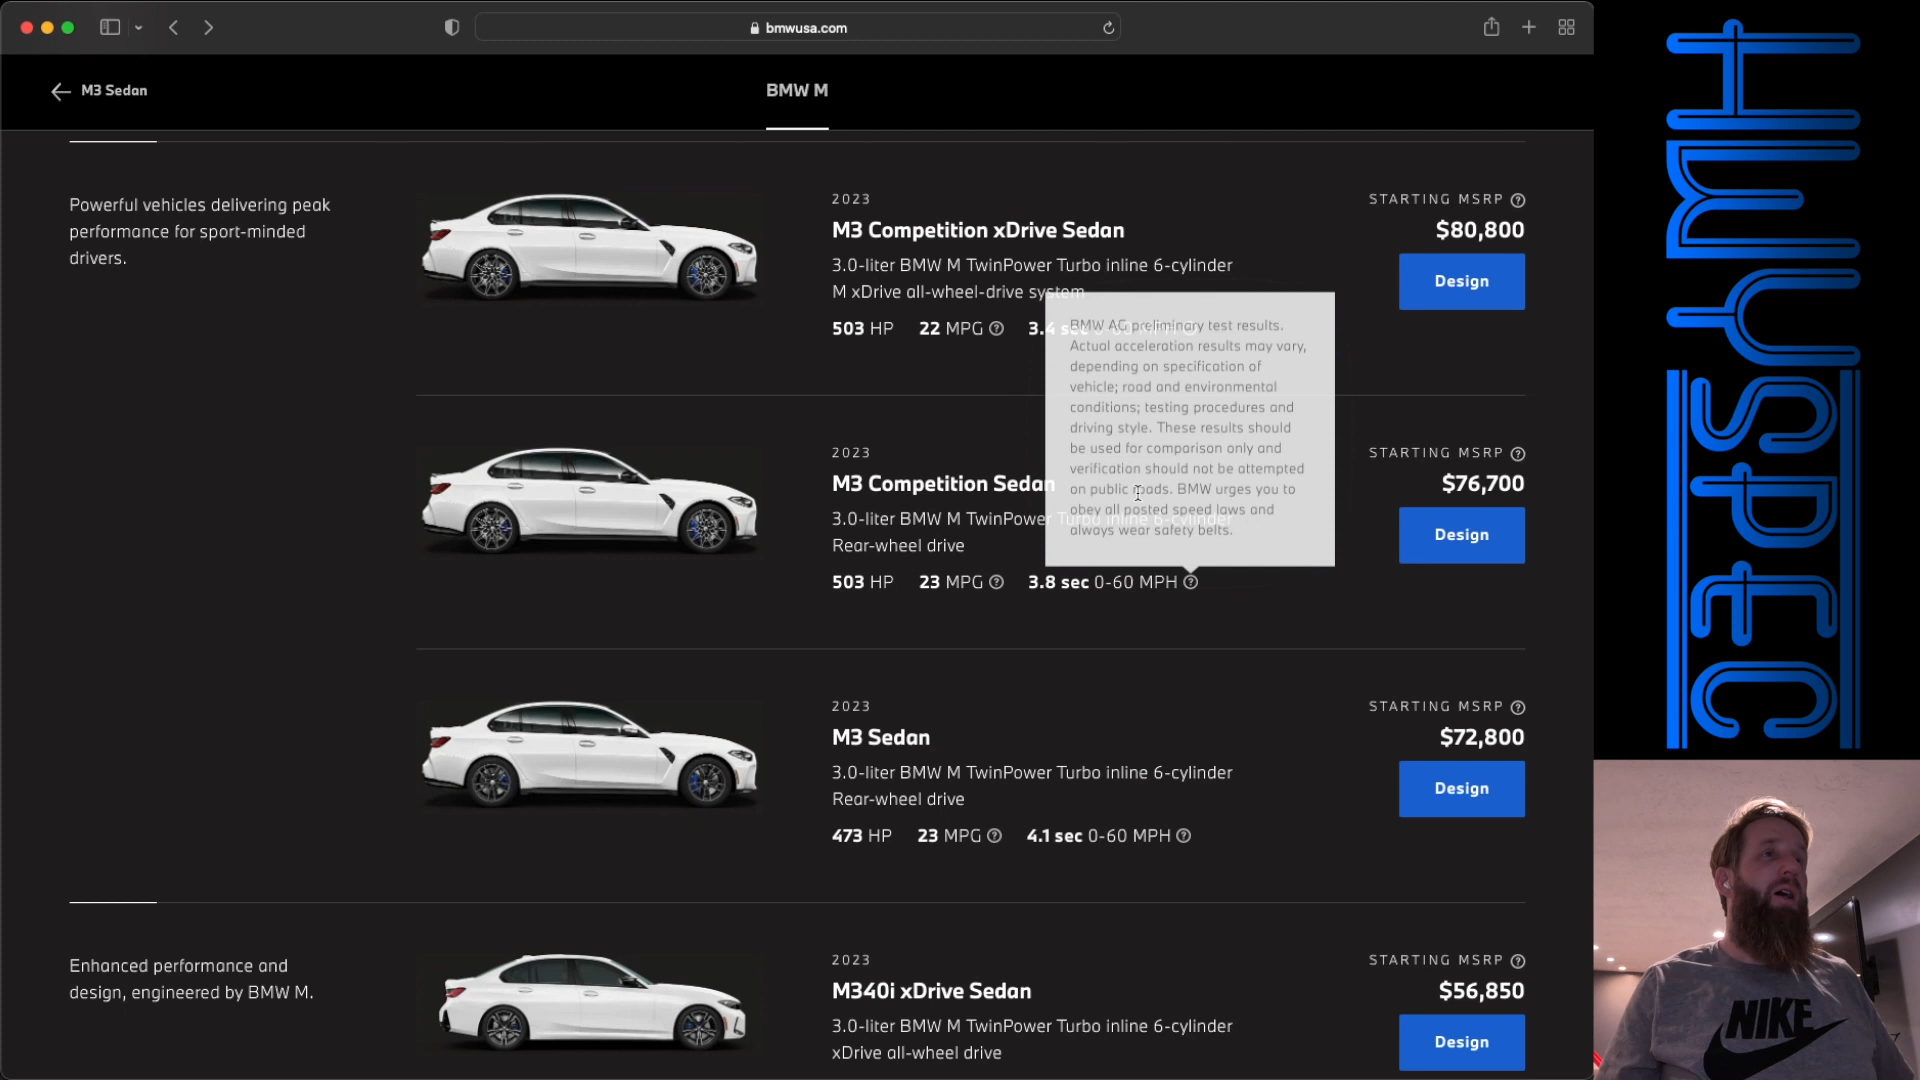 bmwusa.com
M3 Sedan
BMW M
Powerful vehicles delivering peak
performance for sport-minded
drivers.
2023
M3 Competition xDrive Sedan
3.0-liter BMW M TwinPower Turbo inline 6-cylinder
M xDrive all-wheel-drive system
503 HP 22 MPG 3.4 sec 0-60 MPH
STARTING MSRP
$80,800
Design
BMW AG preliminary test results.
Actual acceleration results may vary,
depending on specification of
vehicle; road and environmental
conditions; testing procedures and
driving style. These results should
be used for comparison only and
verification should not be attempted
on public roads. BMW urges you to
obey all posted speed laws and
always wear safety belts.
2023
M3 Competition Sedan
3.0-liter BMW M TwinPower Turbo inline 6-cylinder
Rear-wheel drive
503 HP 23 MPG 3.8 sec 0-60 MPH
STARTING MSRP
$76,700
Design
2023
M3 Sedan
3.0-liter BMW M TwinPower Turbo inline 6-cylinder
Rear-wheel drive
473 HP 23 MPG 4.1 sec 0-60 MPH
STARTING MSRP
$72,800
Design
Enhanced performance and
design, engineered by BMW M.
2023
M340i xDrive Sedan
3.0-liter BMW M TwinPower Turbo inline 6-cylinder
xDrive all-wheel drive
STARTING MSRP
$56,850
Design
HMYSPEC
NIKE